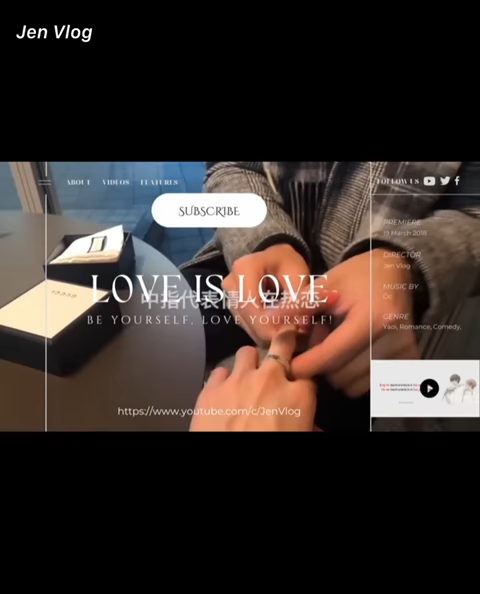 Jen Vlog
ABOUT VIDEOS FEATURES
FOLLOW US
SUBSCRIBE
PREMIERE
19 March 2018
DIRECTOR
Jen Vlog
MUSIC BY
LOVE IS LOVE
中指代表情人在热恋
BE YOURSELF, LOVE YOURSELF!
GENRE
Yaoi, Romance, Comedy,
https://www.youtube.com/c/JenVlog